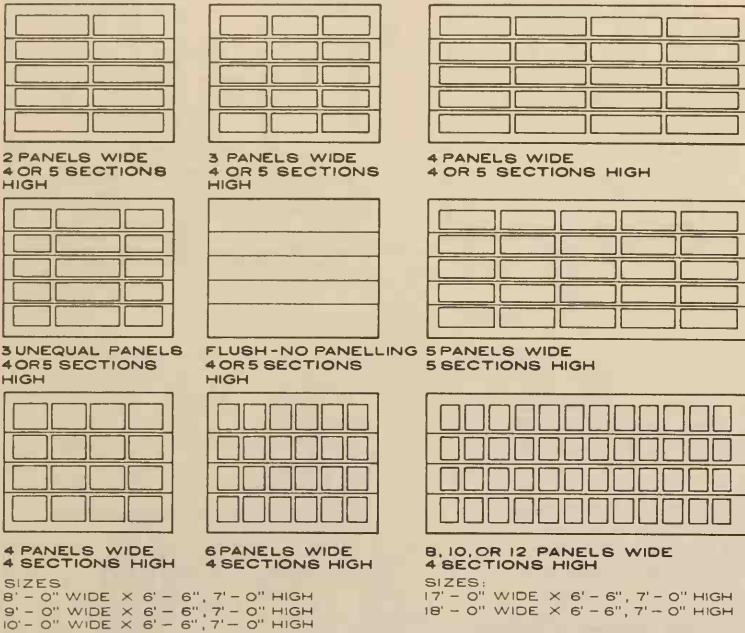 2 PANELS WIDE
4 OR 5 SECTIONS
HIGH
3 PANELS WIDE
4 OR 5 SECTIONS
HIGH
4 PANELS WIDE
4 OR 5 SECTIONS HIGH
3 UNEQUAL PANELS
4 OR 5 SECTIONS
HIGH
FLUSH-NO PANELLING
4 OR 5 SECTIONS
HIGH
5 PANELS WIDE
5 SECTIONS HIGH
4 PANELS WIDE
4 SECTIONS HIGH
6 PANELS WIDE
4 SECTIONS HIGH
8, 10, OR 12 PANELS WIDE
4 SECTIONS HIGH
SIZES
8' - 0" WIDE X 6' - 6", 7' - 0" HIGH
9' - 0" WIDE X 6' - 6", 7' - 0" HIGH
10' - 0" WIDE X 6' - 6", 7' - 0" HIGH
SIZES:
17' - 0" WIDE X 6' - 6", 7' - 0" HIGH
18' - 0" WIDE X 6' - 6", 7' - 0" HIGH